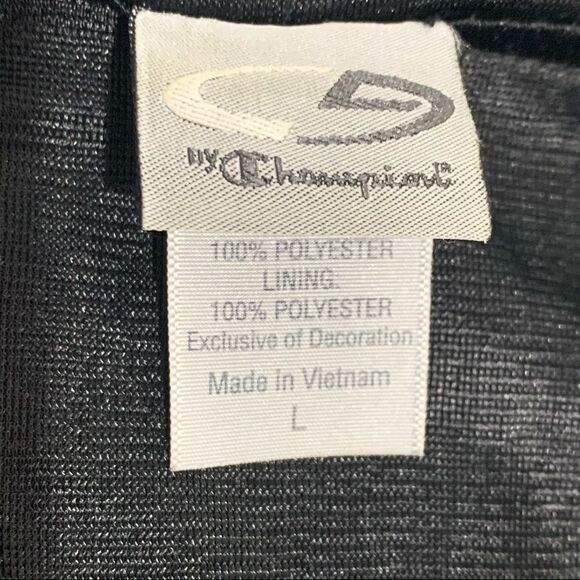 by Champion
100% POLYESTER
LINING:
100% POLYESTER
Exclusive of Decoration
Made in Vietnam
L